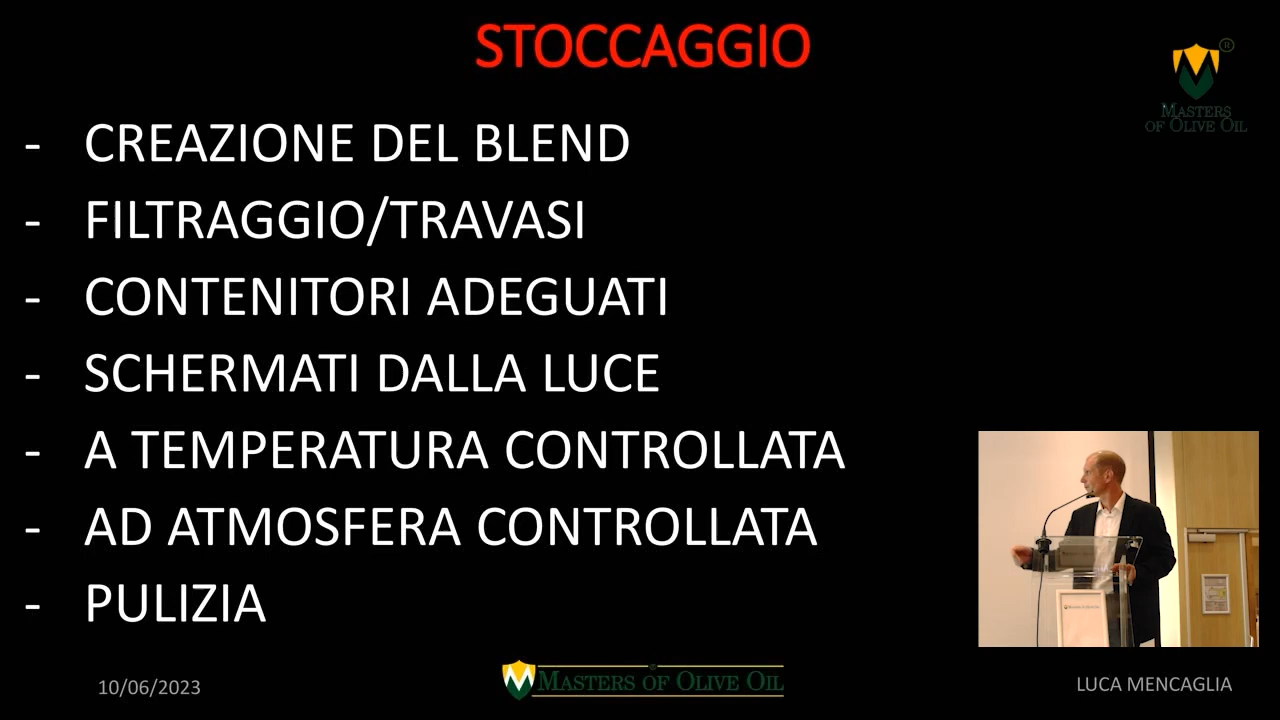 STOCCAGGIO
®
MASTERS
OF OLIVE OIL
- CREAZIONE DEL BLEND
- FILTRAGGIO/TRAVASI
- CONTENITORI ADEGUATI
- SCHERMATI DALLA LUCE
- A TEMPERATURA CONTROLLATA
- AD ATMOSFERA CONTROLLATA
- PULIZIA
10/06/2023
MASTERS OF OLIVE OIL
LUCA MENCAGLIA